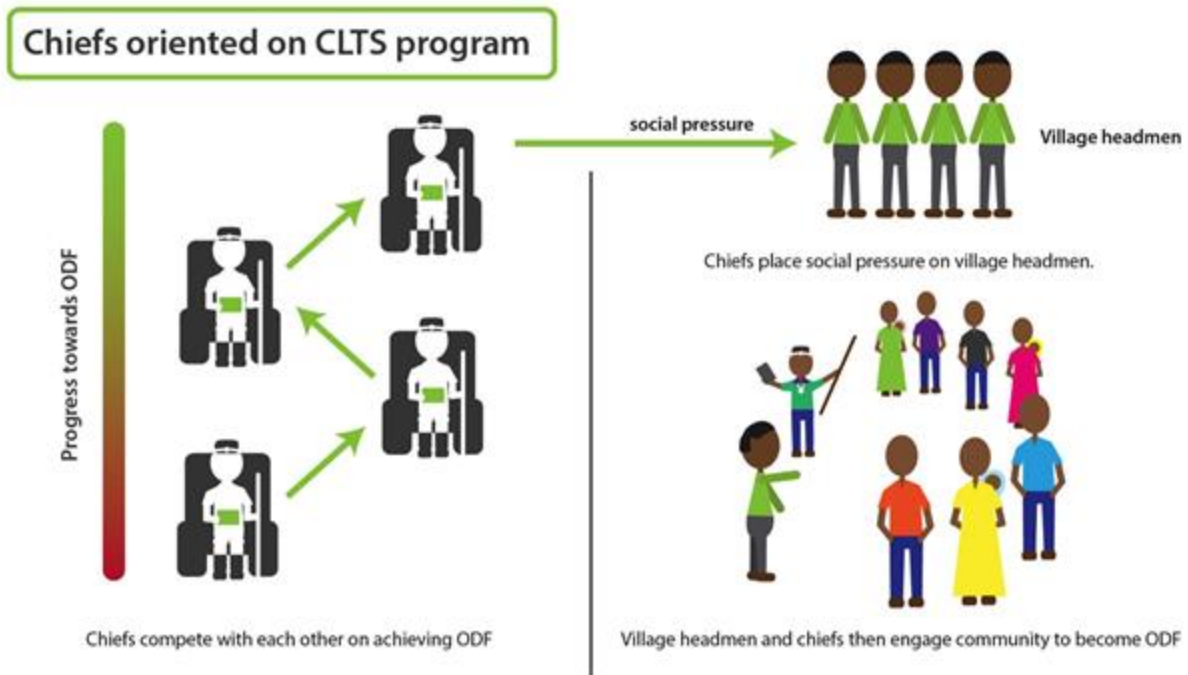 Chiefs oriented on CLTS program
Progress towards ODF
Chiefs compete with each other on achieving ODF
social pressure
Village headmen
Chiefs place social pressure on village headmen.
Village headmen and chiefs then engage community to become ODF